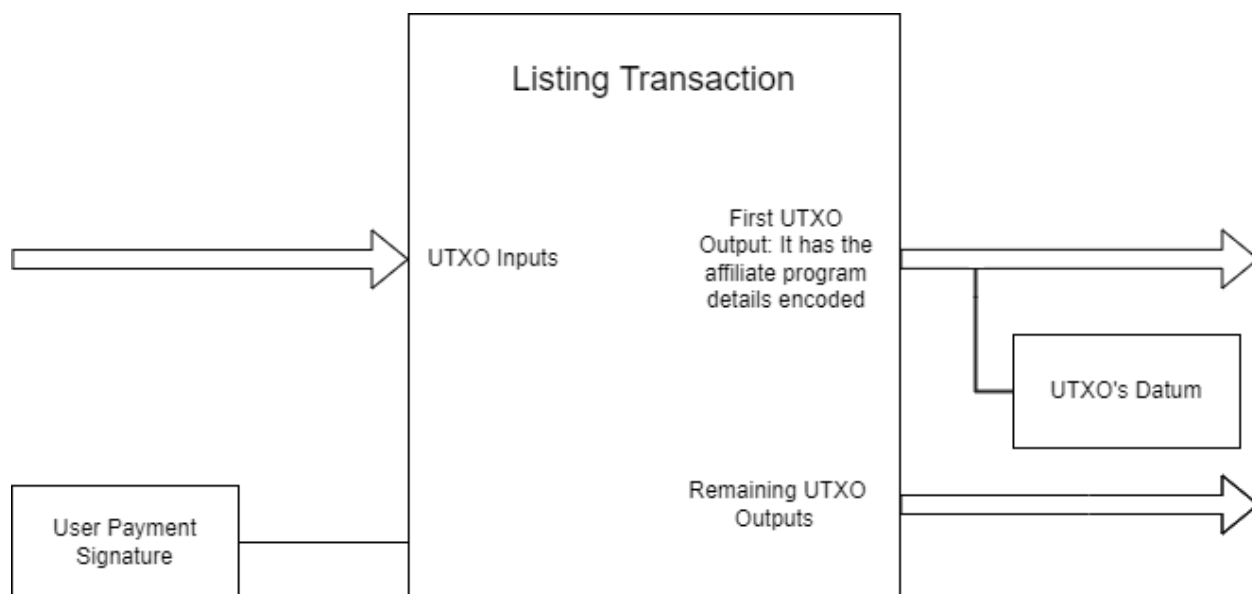 Listing Transaction
UTXO Inputs
First UTXO
Output: It has the
affiliate program
details encoded
UTXO's Datum
Remaining UTXO
Outputs
User Payment
Signature